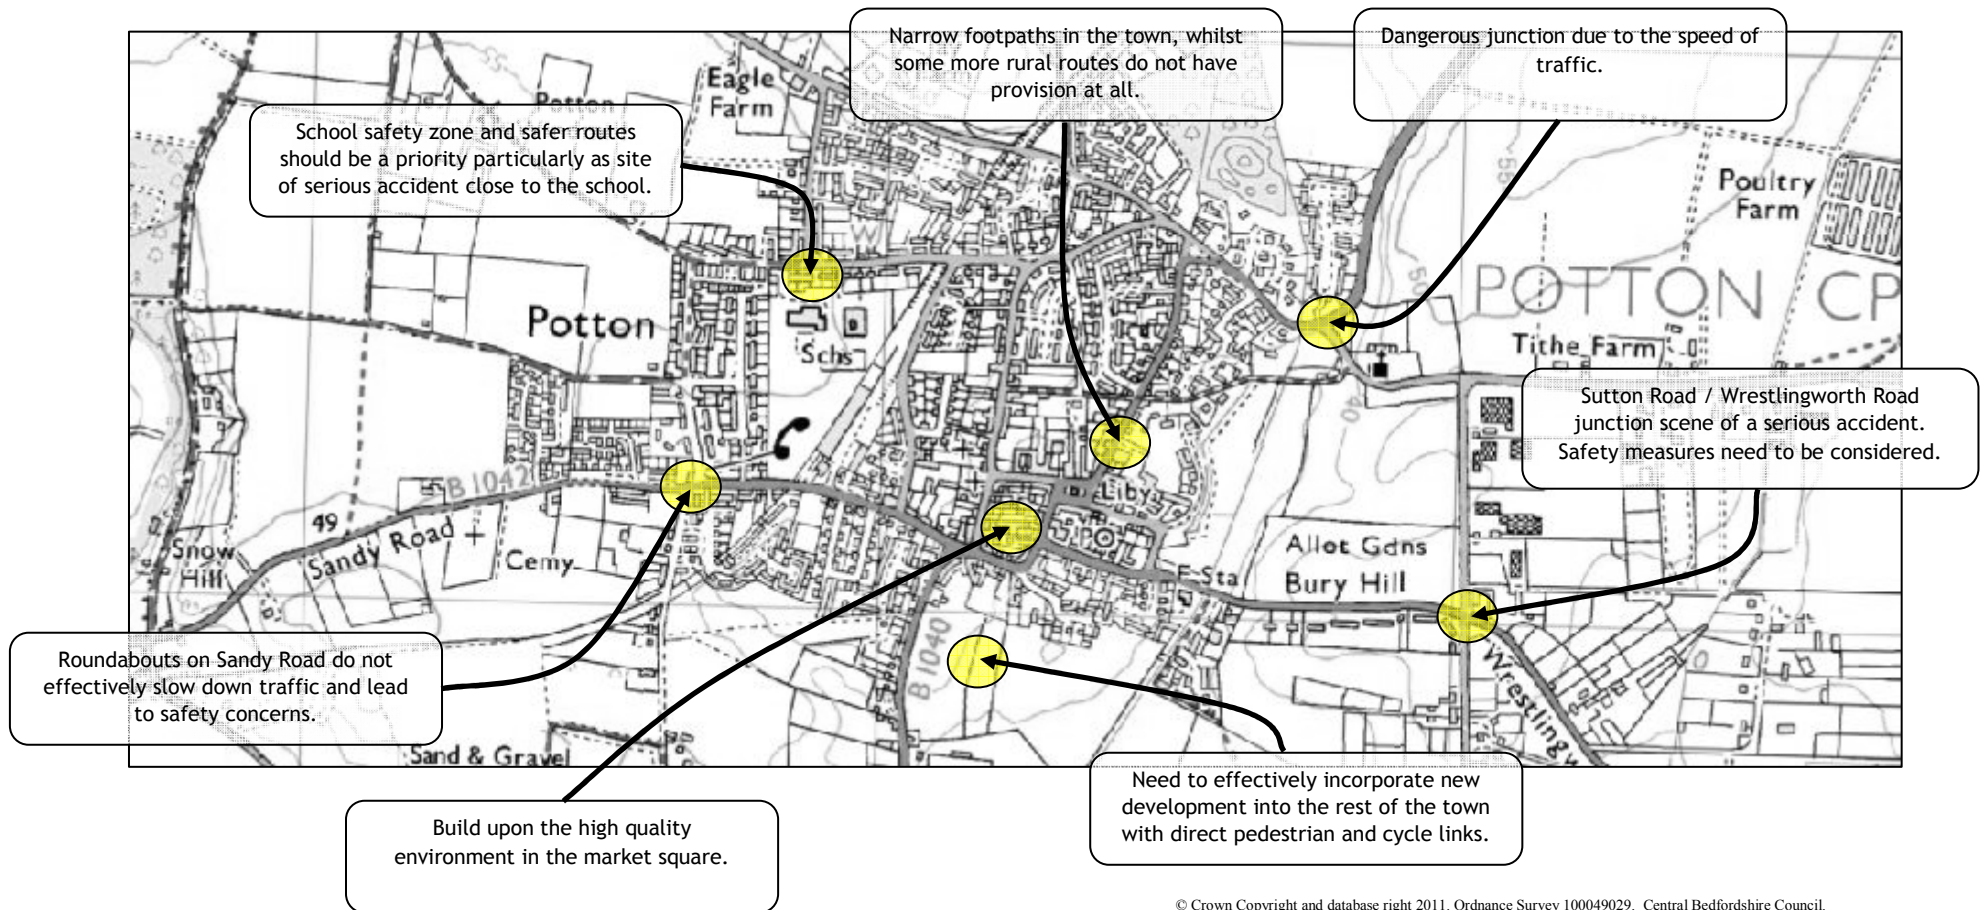 Narrow footpaths in the town, whilst
some more rural routes do not have
provision at all.
Dangerous junction due to the speed of
traffic.
School safety zone and safer routes
should be a priority particularly as site
of serious accident close to the school.
Eagle
Farm
Potton
Poultry
Farm
POTTON CP
Potton
Schs
Tithe Farm
Sutton Road / Wrestlingworth Road
junction scene of a serious accident.
Safety measures need to be considered.
B 1042
49
Sandy Road
Cemy
Snow
Hill
Liby
Allot Gdns
Bury Hill
E Sta
40
B 1040
Wrestlingw
Roundabouts on Sandy Road do not
effectively slow down traffic and lead
to safety concerns.
Sand & Gravel
Need to effectively incorporate new
development into the rest of the town
with direct pedestrian and cycle links.
Build upon the high quality
environment in the market square.
© Crown Copyright and database right 2011. Ordnance Survey 100049029. Central Bedfordshire Council.